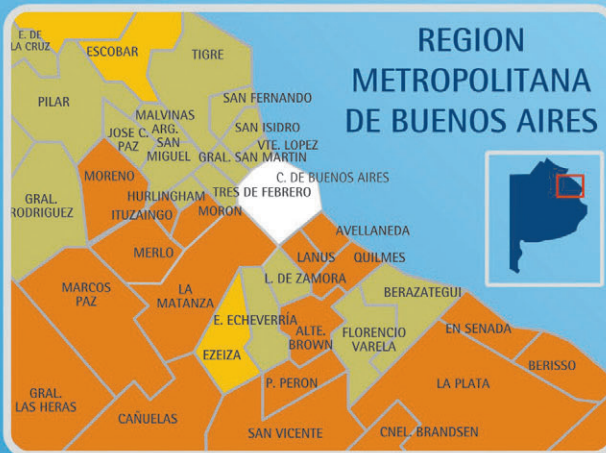 REGION
METROPOLITANA
DE BUENOS AIRES
E. DE
LA CRUZ
ESCOBAR
TIGRE
PILAR
SAN FERNANDO
MALVINAS
ARG.
JOSE C.
PAZ
SAN ISIDRO
SAN
MIGUEL
VTE. LOPEZ
GRAL. SAN MARTIN
MORENO
C. DE BUENOS AIRES
HURLINGHAM
TRES DE FEBRERO
GRAL.
RODRIGUEZ
ITUZAINGO
MORON
AVELLANEDA
MERLO
LANUS
QUILMES
MARCOS
PAZ
LA
MATANZA
L. DE ZAMORA
BERAZATEGUI
E. ECHEVERRÍA
ALTE.
BROWN
FLORENCIO
VARELA
EN SENADA
EZEIZA
BERISSO
P. PERON
LA PLATA
GRAL.
LAS HERAS
CAÑUELAS
SAN VICENTE
CNEL. BRANDSEN